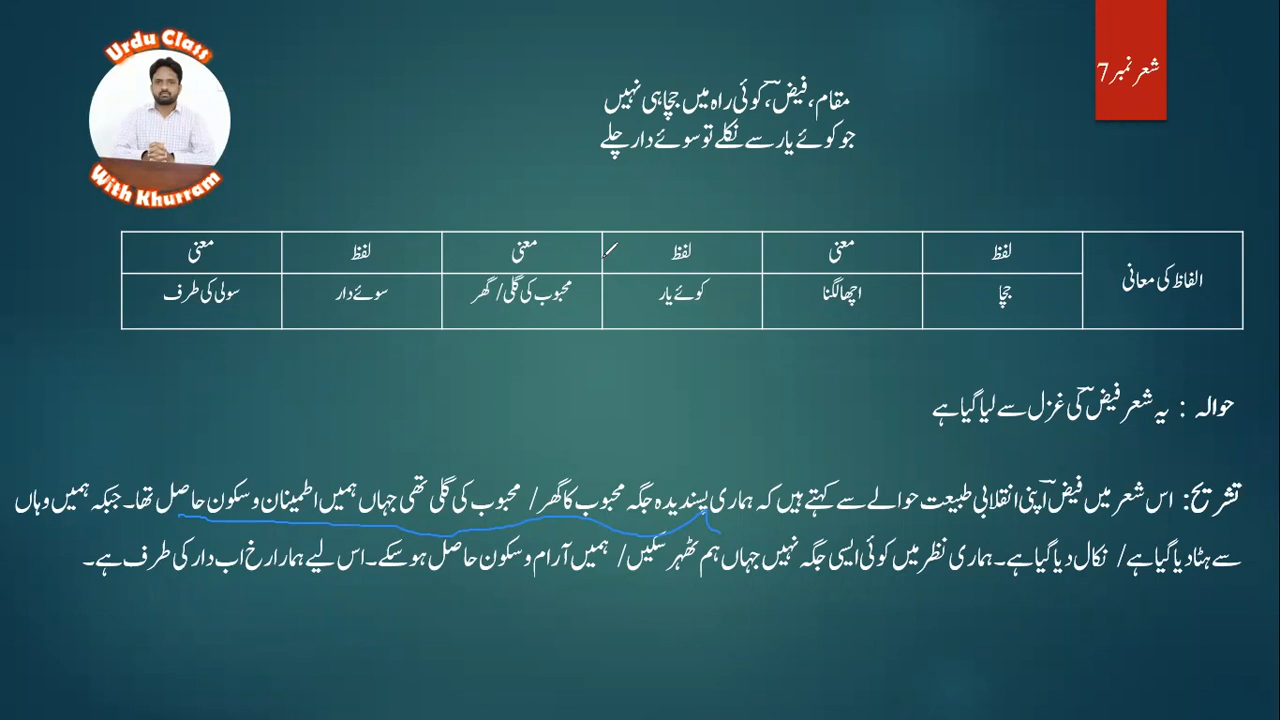 Urdu Class
With Khurram
شعر نمبر 7
مقام، فیضؔ، کوئی راہ میں جچا ہی نہیں
جو کوئے یار سے نکلے تو سوئے دار چلے
الفاظ کی معانی لفظ معنی لفظ معنی لفظ معنی
جچا اچھا لگنا کوئے یار محبوب کی گلی / گھر سوئے دار سولی کی طرف
حوالہ : یہ شعر فیضؔ کی غزل سے لیا گیا ہے
تشریح: اس شعر میں فیضؔ اپنی انقلابی طبیعت حوالے سے کہتے ہیں کہ ہماری پسندیدہ جگہ محبوب کا گھر / محبوب کی گلی تھی جہاں ہمیں اطمینان و سکون حاصل تھا۔ جبکہ ہمیں وہاں
سے ہٹا دیا گیا ہے / نکال دیا گیا ہے۔ ہماری نظر میں کوئی ایسی جگہ نہیں جہاں ہم ٹھہر سکیں / ہمیں آرام و سکون حاصل ہو سکے۔ اس لیے ہمارا رخ اب دار کی طرف ہے۔